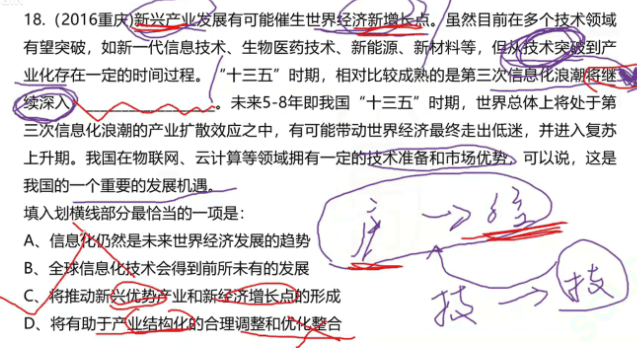 18.（2016重庆）新兴产业发展有可能催生世界经济新增长点。虽然目前在多个技术领域
有望突破，如新一代信息技术、生物医药技术、新能源、新材料等，但从技术突破到产
业化存在一定的时间过程。“十三五”时期，相对比较成熟的是第三次信息化浪潮将继
续深入，____________。未来5-8年即我国“十三五”时期，世界总体上将处于第
三次信息化浪潮的产业扩散效应之中，有可能带动世界经济最终走出低迷，并进入复苏
上升期。我国在物联网、云计算等领域拥有一定的技术准备和市场优势，可以说，这是
我国的一个重要的发展机遇。
填入划横线部分最恰当的一项是：
A、信息化仍然是未来世界经济发展的趋势
B、全球信息化技术会得到前所未有的发展
C、将推动新兴优势产业和新经济增长点的形成
D、将有助于产业结构化的合理调整和优化整合
产 → 经
技 → 技